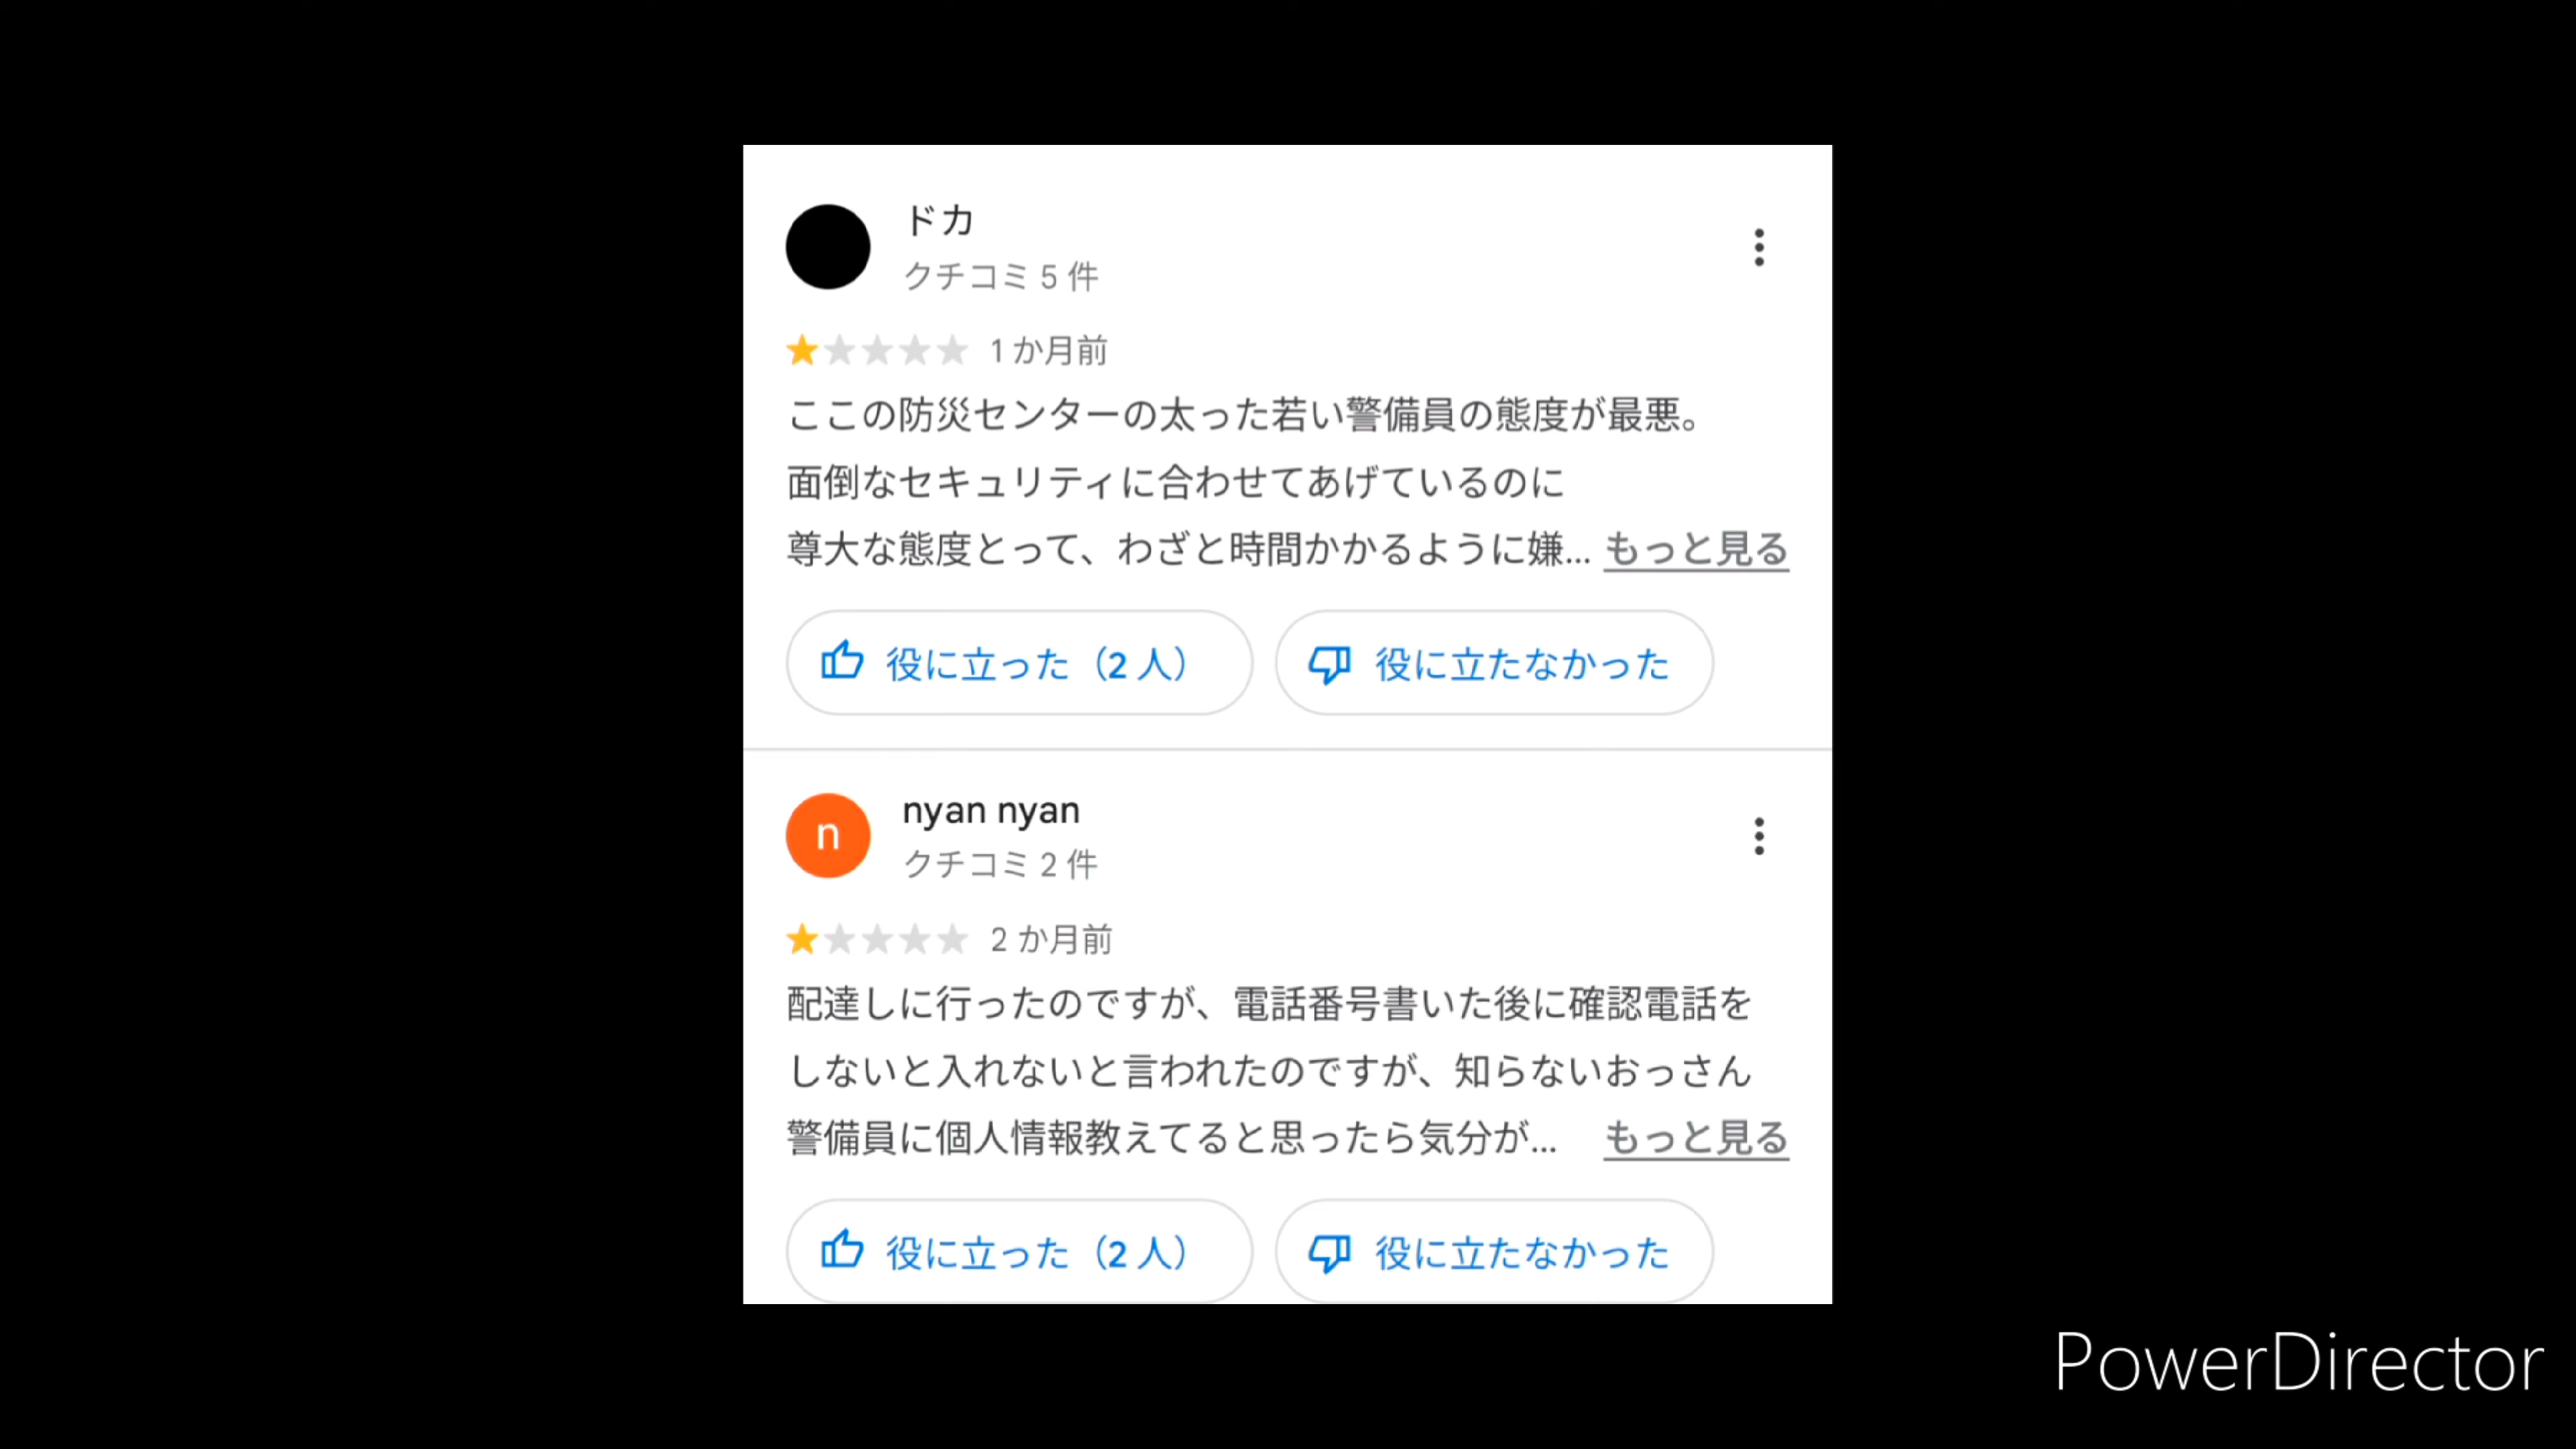 ドカ
クチコミ 5 件
1 か月前
ここの防災センターの太った若い警備員の態度が最悪。
面倒なセキュリティに合わせてあげているのに
尊大な態度とって、わざと時間かかるように嫌... もっと見る
役に立った（2 人） 役に立たなかった
n
nyan nyan
クチコミ 2 件
2 か月前
配達しに行ったのですが、電話番号書いた後に確認電話を
しないと入れないと言われたのですが、知らないおっさん
警備員に個人情報教えてると思ったら気分が... もっと見る
役に立った（2 人） 役に立たなかった
PowerDirector